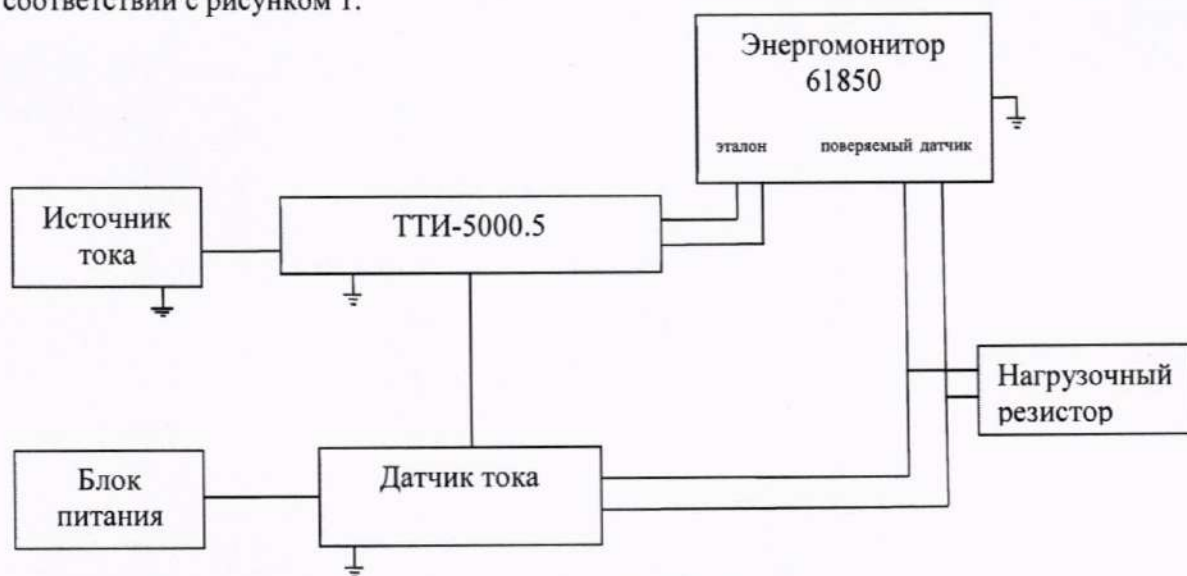 соответствии с рисунком 1.
Энергомонитор
61850
эталон поверяемый датчик
Источник
тока
ТТИ-5000.5
Нагрузочный
резистор
Блок
питания
Датчик тока